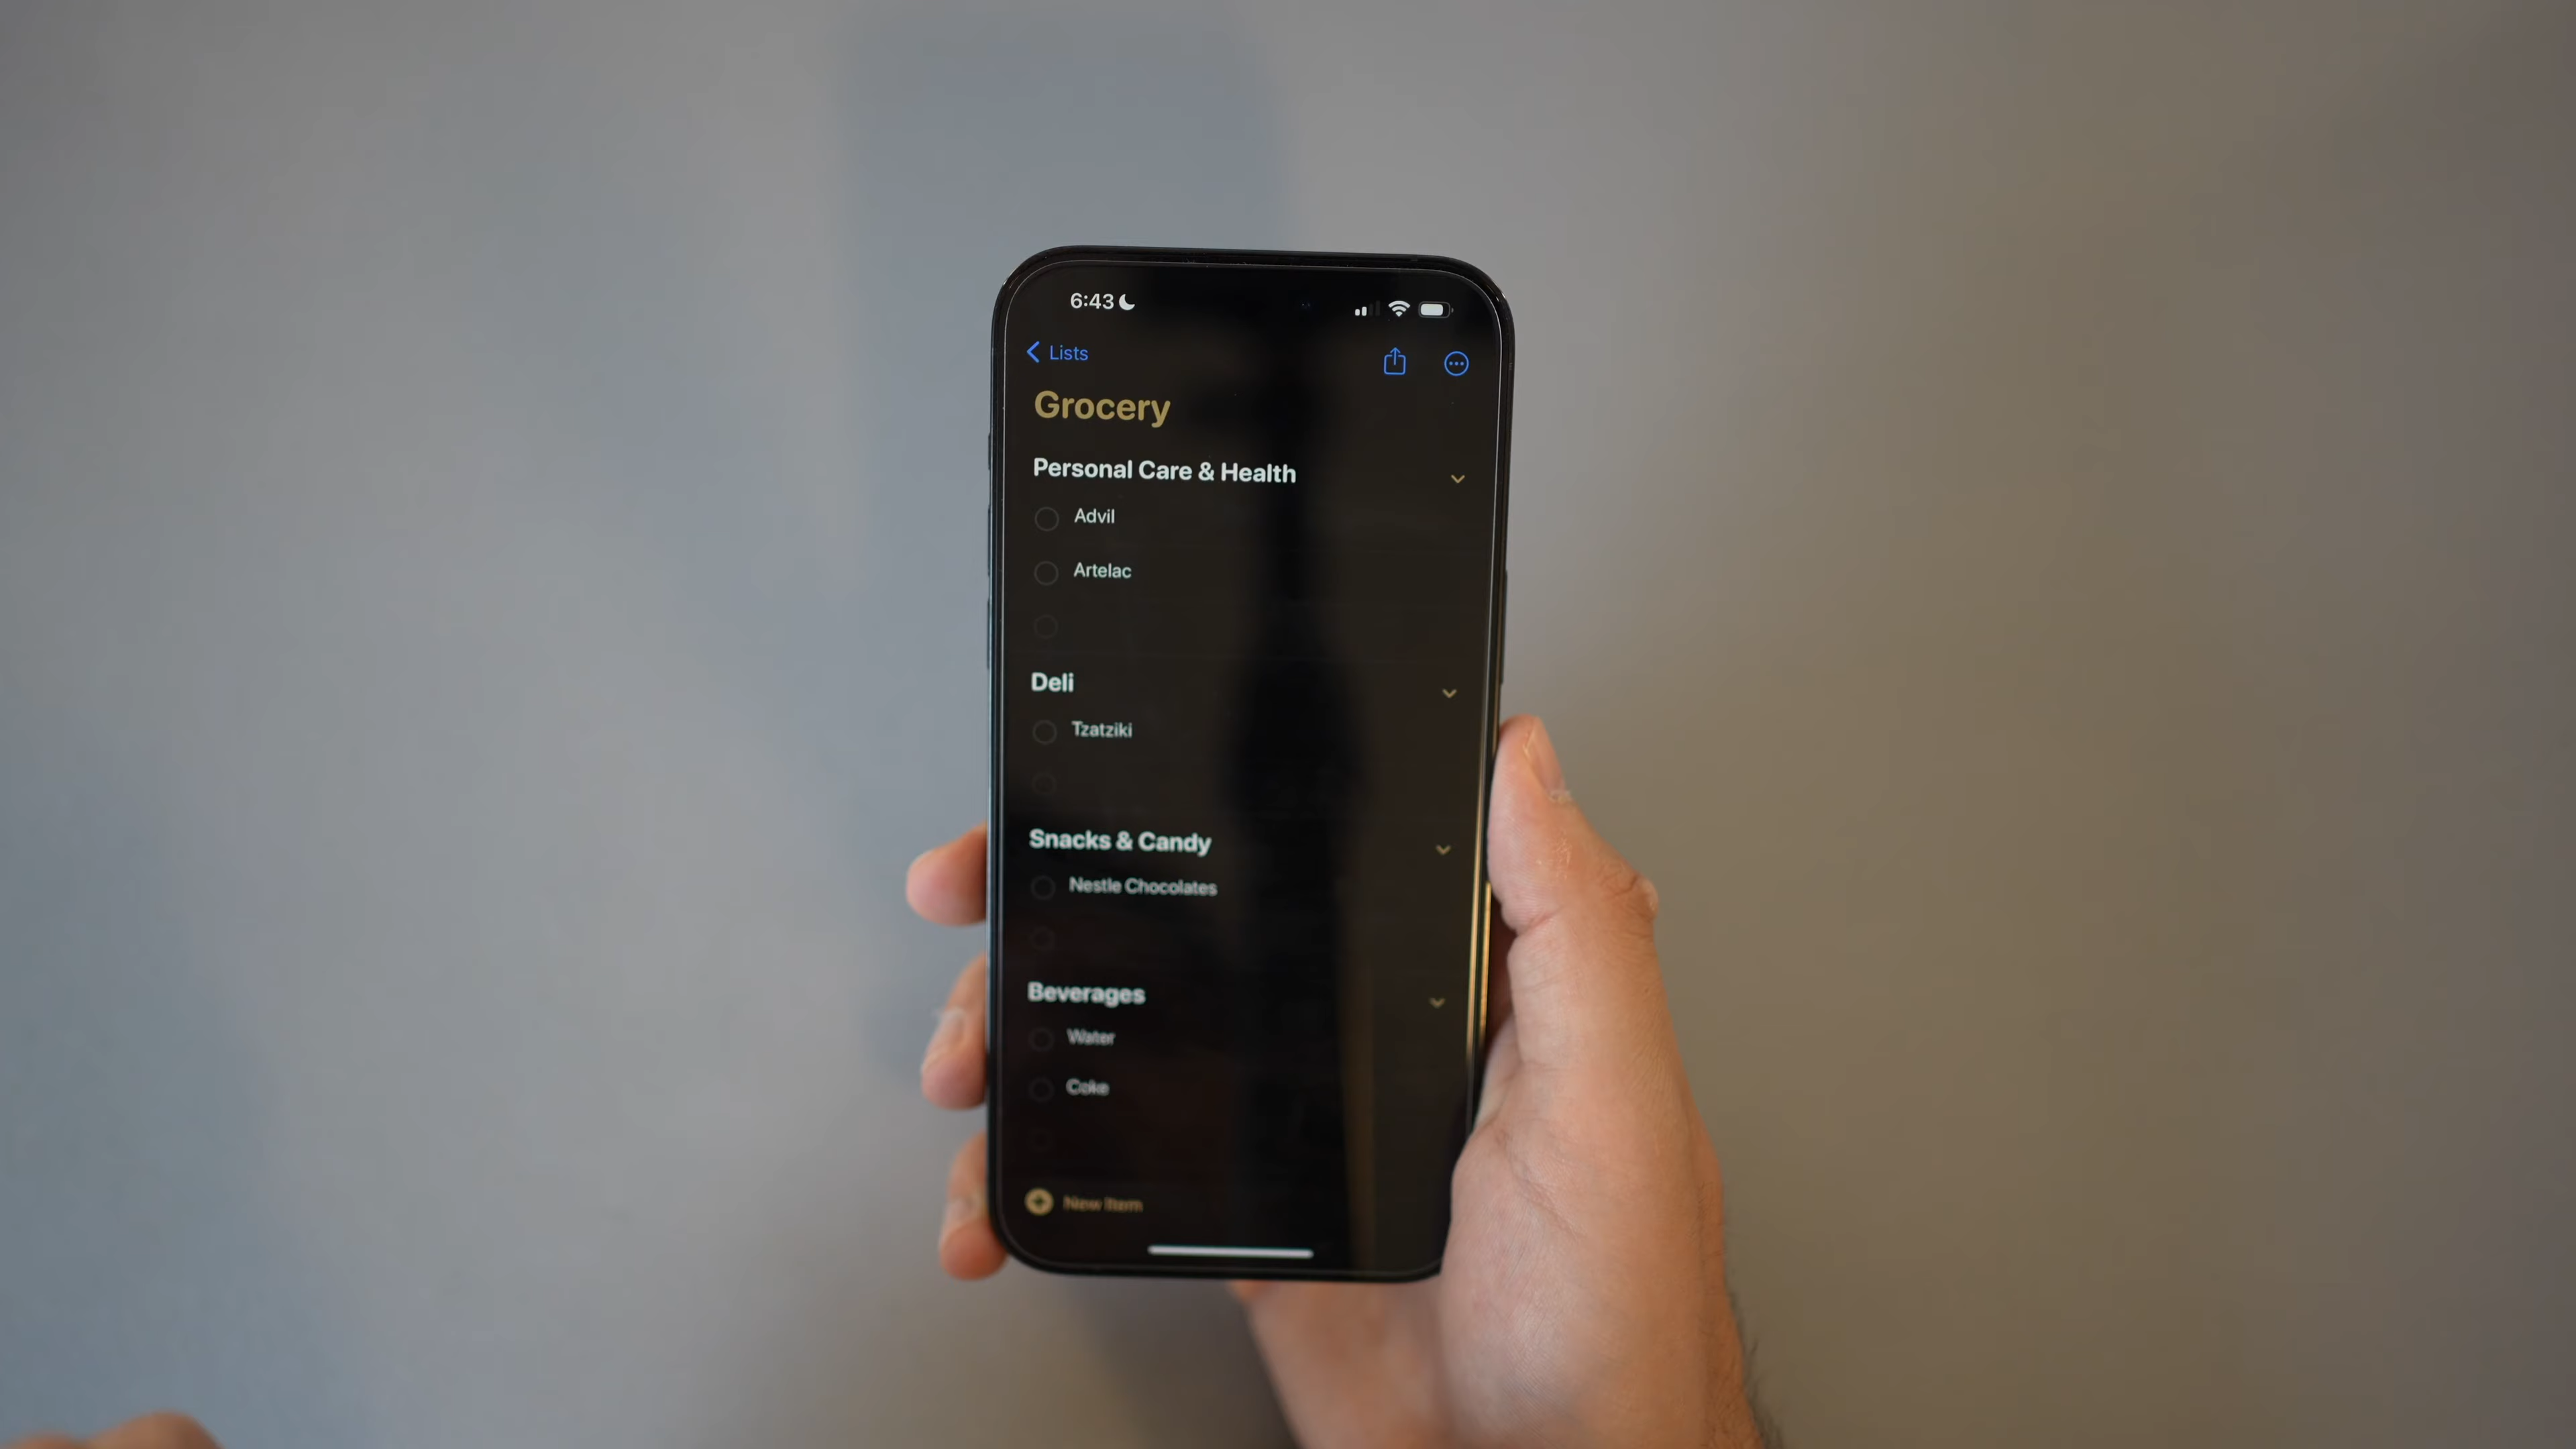 6:43
Lists
Grocery
Personal Care & Health
Advil
Artelac
Deli
Tzatziki
Snacks & Candy
Nestle Chocolates
Beverages
Water
Coke
New Item